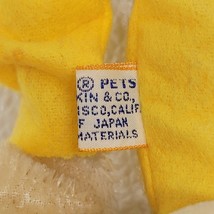 ® PETS
KIN & CO.,
ISCO, CALIF.
F JAPAN
MATERIALS